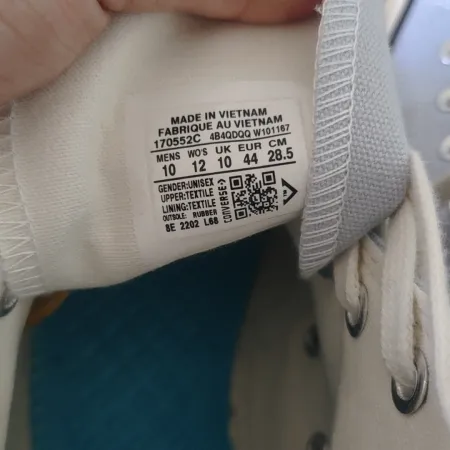 MADE IN VIETNAM
FABRIQUE AU VIETNAM
170552C 4B4QDQQ W101167
MENS WO'S UK EUR CM
10 12 10 44 28.5
GENDER:UNISEX
UPPER:TEXTILE
LINING:TEXTILE
OUTSOLE: RUBBER
8E 2202 L68
CONVERSE